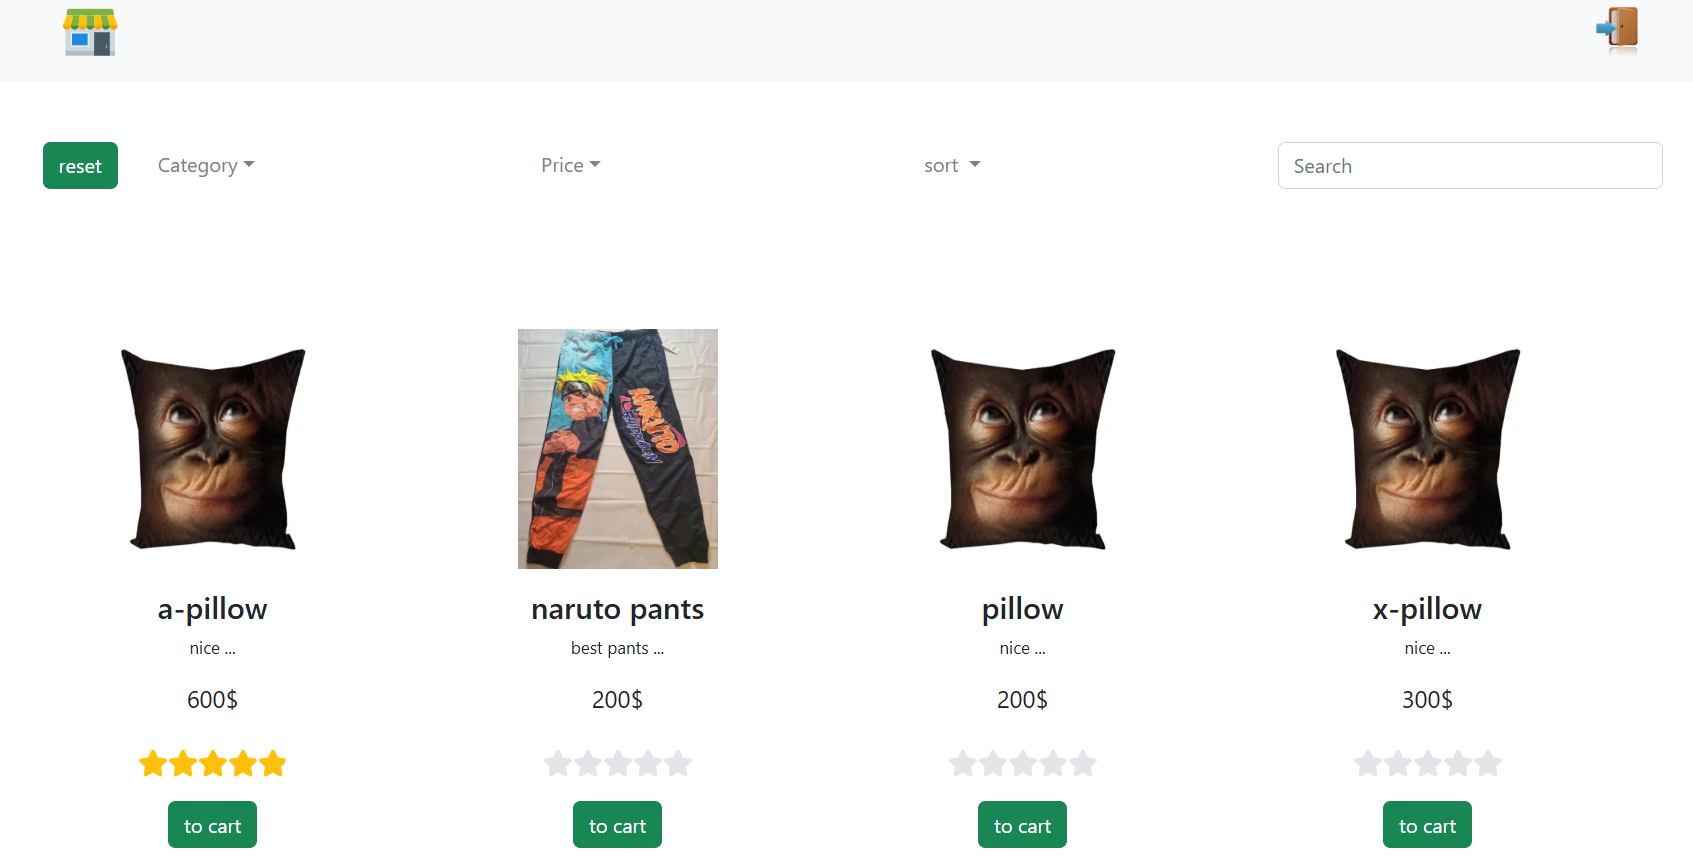 reset
Category
Price
sort
Search
NARUTO
SHIPPUDEN
a-pillow
nice ...
600$
to cart
naruto pants
best pants ...
200$
to cart
pillow
nice ...
200$
to cart
x-pillow
nice ...
300$
to cart